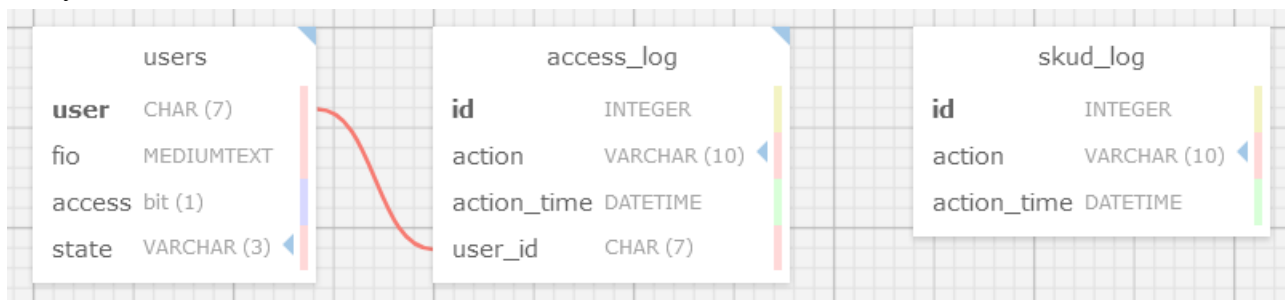 users
user CHAR (7)
fio MEDIUMTEXT
access bit (1)
state VARCHAR (3)
access_log
id INTEGER
action VARCHAR (10)
action_time DATETIME
user_id CHAR (7)
skud_log
id INTEGER
action VARCHAR (10)
action_time DATETIME